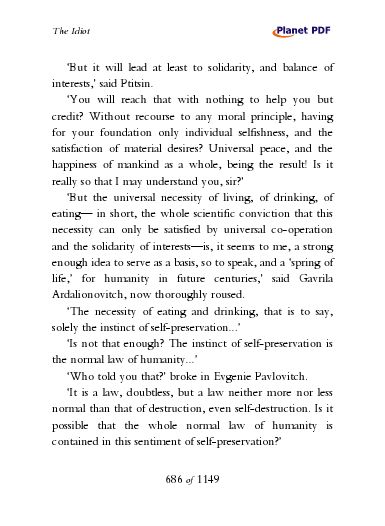 The Idiot
Planet PDF
‘But it will lead at least to solidarity, and balance of
interests,’ said Ptitsin.
‘You will reach that with nothing to help you but
credit? Without recourse to any moral principle, having
for your foundation only individual selfishness, and the
satisfaction of material desires? Universal peace, and the
happiness of mankind as a whole, being the result! Is it
really so that I may understand you, sir?’
‘But the universal necessity of living, of drinking, of
eating— in short, the whole scientific conviction that this
necessity can only be satisfied by universal co-operation
and the solidarity of interests—is, it seems to me, a strong
enough idea to serve as a basis, so to speak, and a ‘spring of
life,’ for humanity in future centuries,’ said Gavrila
Ardalionovitch, now thoroughly roused.
‘The necessity of eating and drinking, that is to say,
solely the instinct of self-preservation...’
‘Is not that enough? The instinct of self-preservation is
the normal law of humanity...’
‘Who told you that?’ broke in Evgenie Pavlovitch.
‘It is a law, doubtless, but a law neither more nor less
normal than that of destruction, even self-destruction. Is it
possible that the whole normal law of humanity is
contained in this sentiment of self-preservation?’
686 of 1149